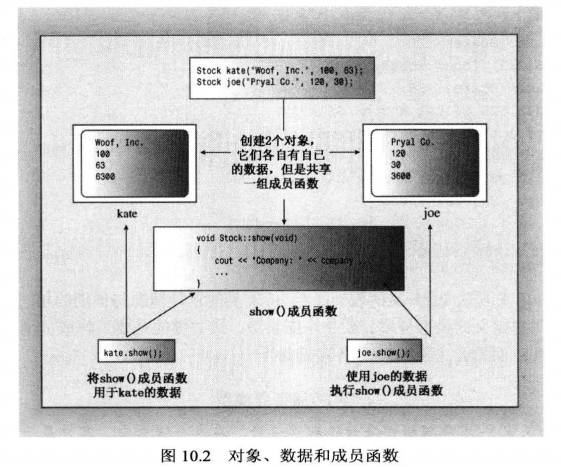 Stock kate("Woof, Inc.", 100, 63);
Stock joe("Pryal Co.", 120, 30);
Woof, Inc.
100
63
6300
kate
创建2个对象，
它们各自有自己
的数据，但是共享
一组成员函数
Pryal Co.
120
30
3600
joe
void Stock::show(void)
{
cout << "Company: " << company
...
}
show()成员函数
kate.show();
将show()成员函数
用于kate的数据
joe.show();
使用joe的数据
执行show()成员函数
图 10.2 对象、数据和成员函数